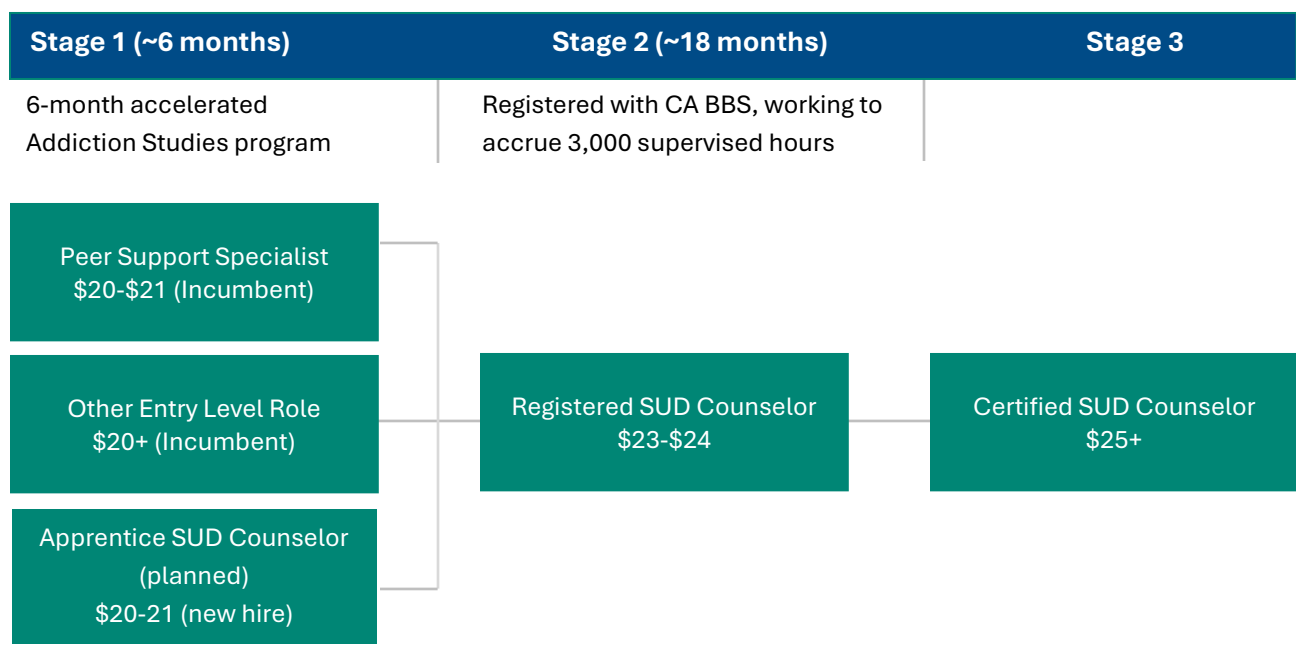 Stage 1 (~6 months)
Stage 2 (~18 months)
Stage 3
6-month accelerated
Addiction Studies program
Registered with CA BBS, working to
accrue 3,000 supervised hours
Peer Support Specialist
$20-$21 (Incumbent)
Other Entry Level Role
$20+ (Incumbent)
Apprentice SUD Counselor
(planned)
$20-21 (new hire)
Registered SUD Counselor
$23-$24
Certified SUD Counselor
$25+